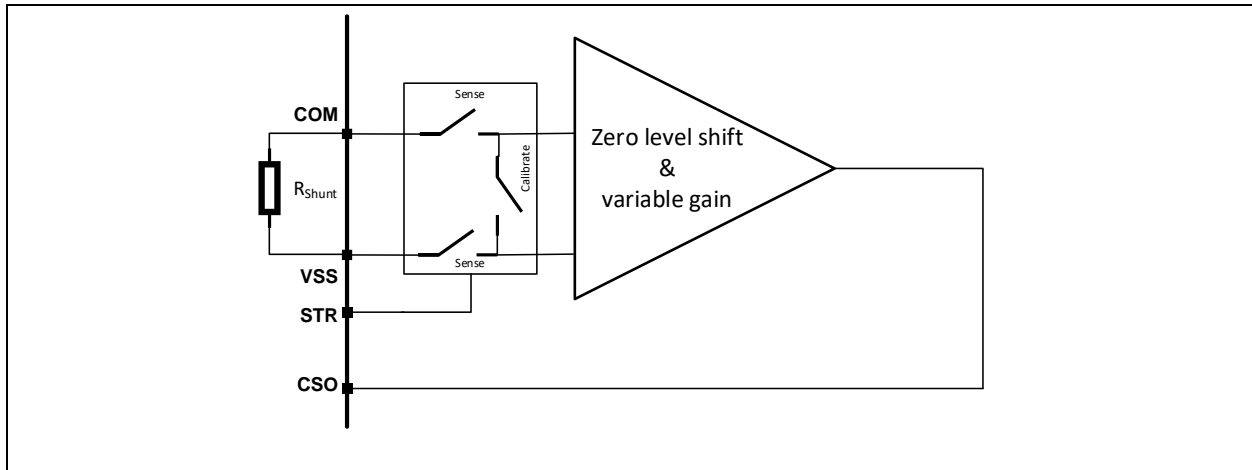 Sense
COM
Calibrate
Zero level shift
&
variable gain
RShunt
Sense
VSS
STR
CSO